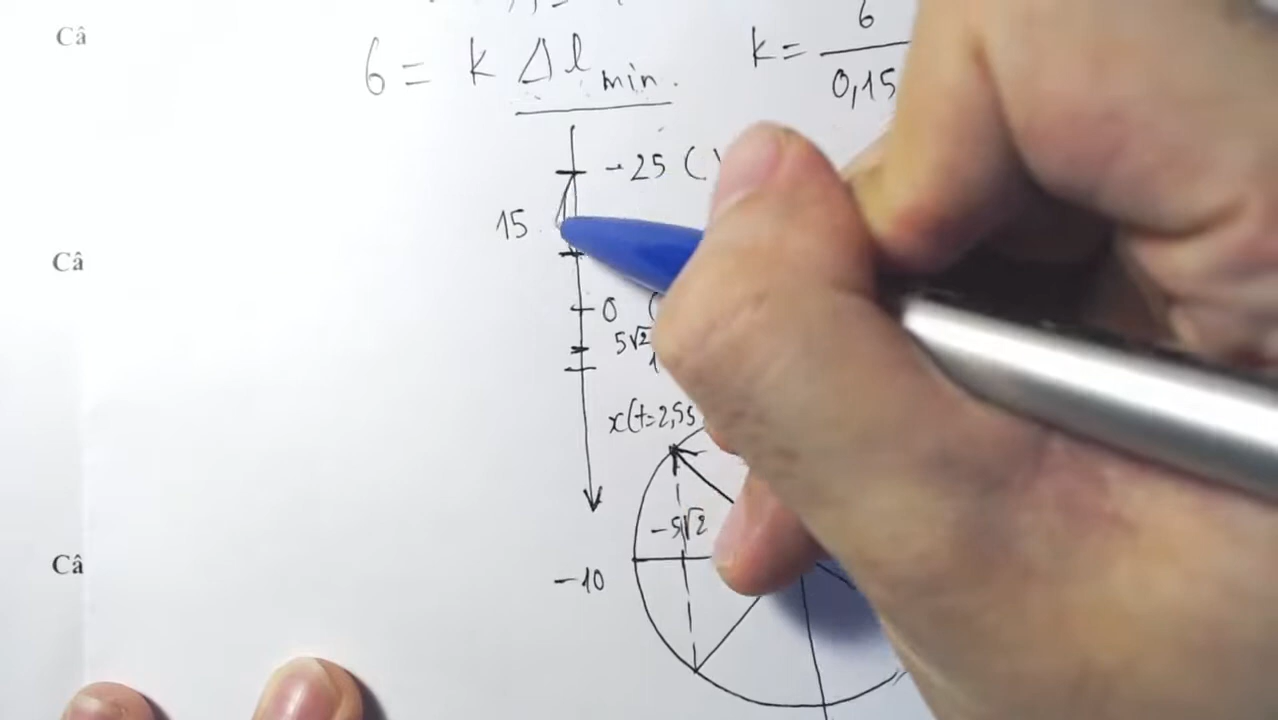 Câ
6 = k Δl min.
k = 6/0,15
-25 (
15
Câ
0 (
5√2
x(t=2,5s
-5√2
Câ
-10